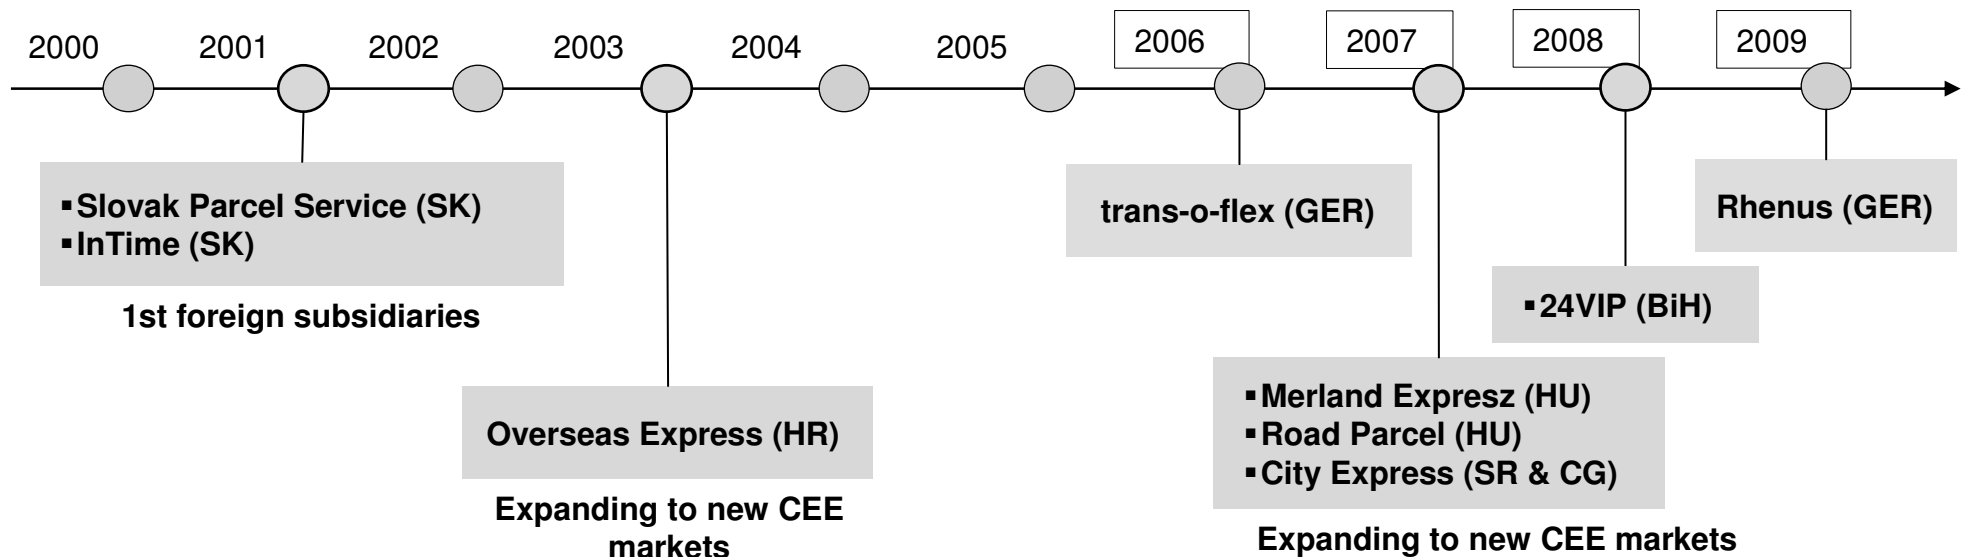 2000
2001
2002
2003
2004
2005
2006
2007
2008
2009
▪Slovak Parcel Service (SK)
▪InTime (SK)
1st foreign subsidiaries
Overseas Express (HR)
Expanding to new CEE
markets
trans-o-flex (GER)
▪Merland Expresz (HU)
▪Road Parcel (HU)
▪City Express (SR & CG)
Expanding to new CEE markets
▪24VIP (BiH)
Rhenus (GER)